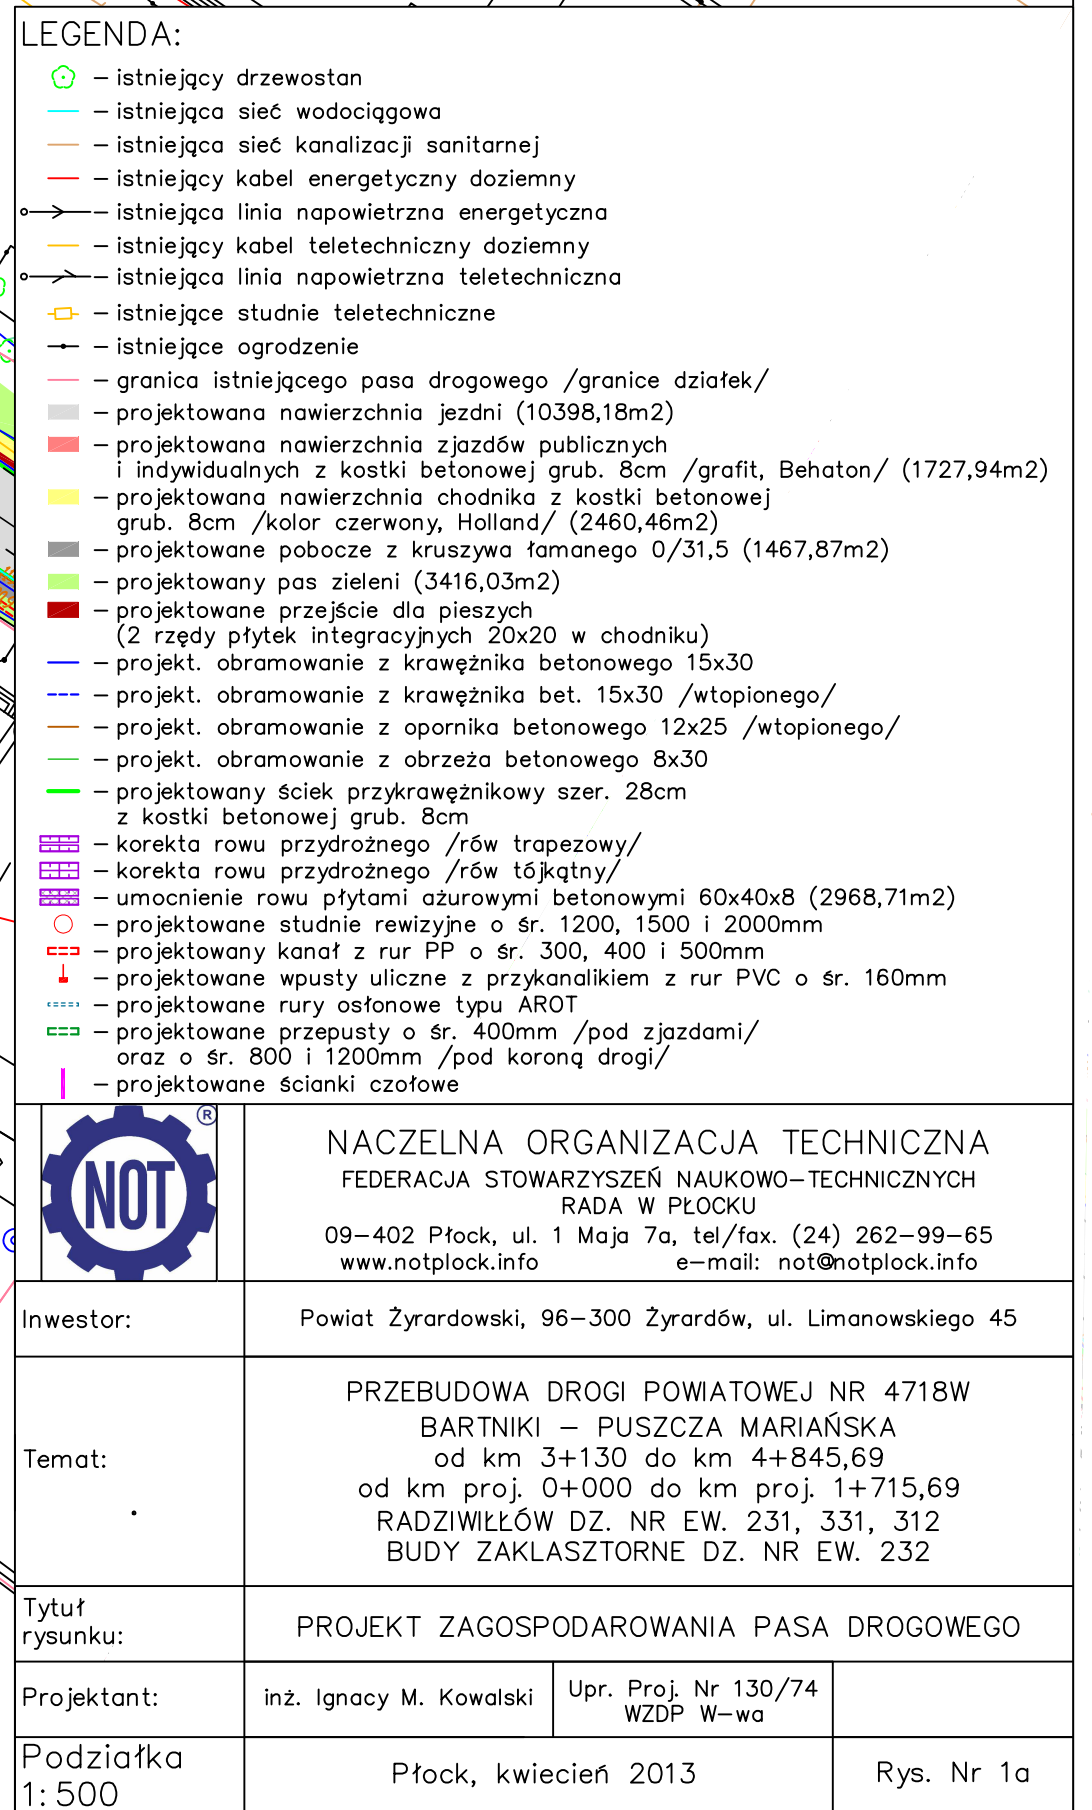 LEGENDA:
– istniejący drzewostan
– istniejąca sieć wodociągowa
– istniejąca sieć kanalizacji sanitarnej
– istniejący kabel energetyczny doziemny
– istniejąca linia napowietrzna energetyczna
– istniejący kabel teletechniczny doziemny
– istniejąca linia napowietrzna teletechniczna
– istniejące studnie teletechniczne
– istniejące ogrodzenie
– granica istniejącego pasa drogowego /granice działek/
– projektowana nawierzchnia jezdni (10398,18m2)
– projektowana nawierzchnia zjazdów publicznych
i indywidualnych z kostki betonowej grub. 8cm /grafit, Behaton/ (1727,94m2)
– projektowana nawierzchnia chodnika z kostki betonowej
grub. 8cm /kolor czerwony, Holland/ (2460,46m2)
– projektowane pobocze z kruszywa łamanego 0/31,5 (1467,87m2)
– projektowany pas zieleni (3416,03m2)
– projektowane przejście dla pieszych
(2 rzędy płytek integracyjnych 20x20 w chodniku)
– projekt. obramowanie z krawężnika betonowego 15x30
– projekt. obramowanie z krawężnika bet. 15x30 /wtopionego/
– projekt. obramowanie z opornika betonowego 12x25 /wtopionego/
– projekt. obramowanie z obrzeża betonowego 8x30
– projektowany ściek przykrawężnikowy szer. 28cm
z kostki betonowej grub. 8cm
– korekta rowu przydrożnego /rów trapezowy/
– korekta rowu przydrożnego /rów tójkątny/
– umocnienie rowu płytami ażurowymi betonowymi 60x40x8 (2968,71m2)
– projektowane studnie rewizyjne o śr. 1200, 1500 i 2000mm
– projektowany kanał z rur PP o śr. 300, 400 i 500mm
– projektowane wpusty uliczne z przykanalikiem z rur PVC o śr. 160mm
– projektowane rury osłonowe typu AROT
– projektowane przepusty o śr. 400mm /pod zjazdami/
oraz o śr. 800 i 1200mm /pod koroną drogi/
– projektowane ścianki czołowe
NOT ®
NACZELNA ORGANIZACJA TECHNICZNA
FEDERACJA STOWARZYSZEŃ NAUKOWO–TECHNICZNYCH
RADA W PŁOCKU
09–402 Płock, ul. 1 Maja 7a, tel/fax. (24) 262–99–65
www.notplock.info e–mail: not@notplock.info
Inwestor:
Powiat Żyrardowski, 96–300 Żyrardów, ul. Limanowskiego 45
Temat:
PRZEBUDOWA DROGI POWIATOWEJ NR 4718W
BARTNIKI – PUSZCZA MARIAŃSKA
od km 3+130 do km 4+845,69
od km proj. 0+000 do km proj. 1+715,69
RADZIWIŁŁÓW DZ. NR EW. 231, 331, 312
BUDY ZAKLASZTORNE DZ. NR EW. 232
Tytuł
rysunku:
PROJEKT ZAGOSPODAROWANIA PASA DROGOWEGO
Projektant:
inż. Ignacy M. Kowalski
Upr. Proj. Nr 130/74
WZDP W–wa
Podziałka
1:500
Płock, kwiecień 2013
Rys. Nr 1a